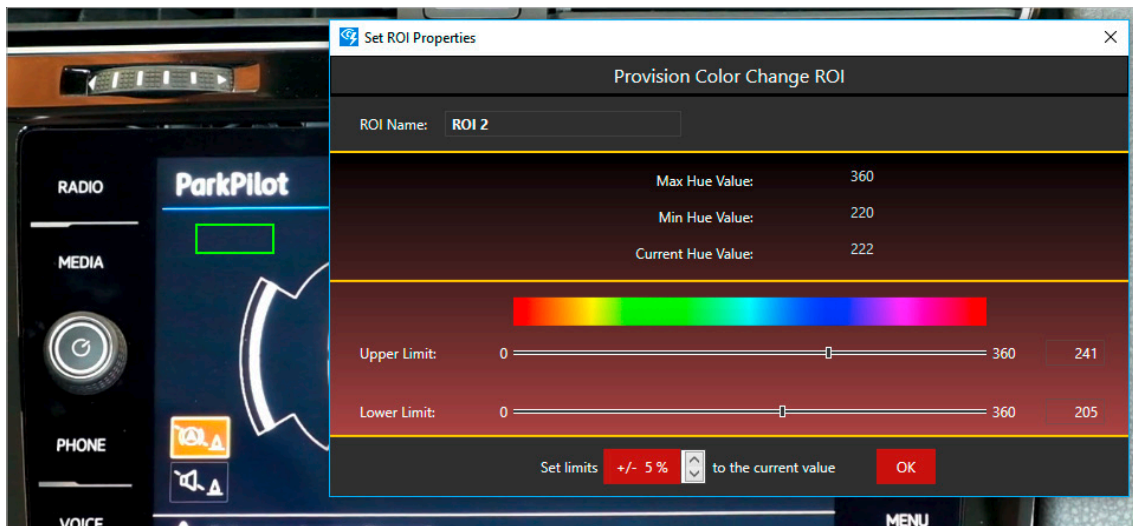 Set ROI Properties
Provision Color Change ROI
ROI Name: ROI 2
RADIO
ParkPilot
Max Hue Value: 360
Min Hue Value: 220
MEDIA
Current Hue Value: 222
Upper Limit: 0 360 241
Lower Limit: 0 360 205
PHONE
Set limits +/- 5 % to the current value OK
VOICE
MENU